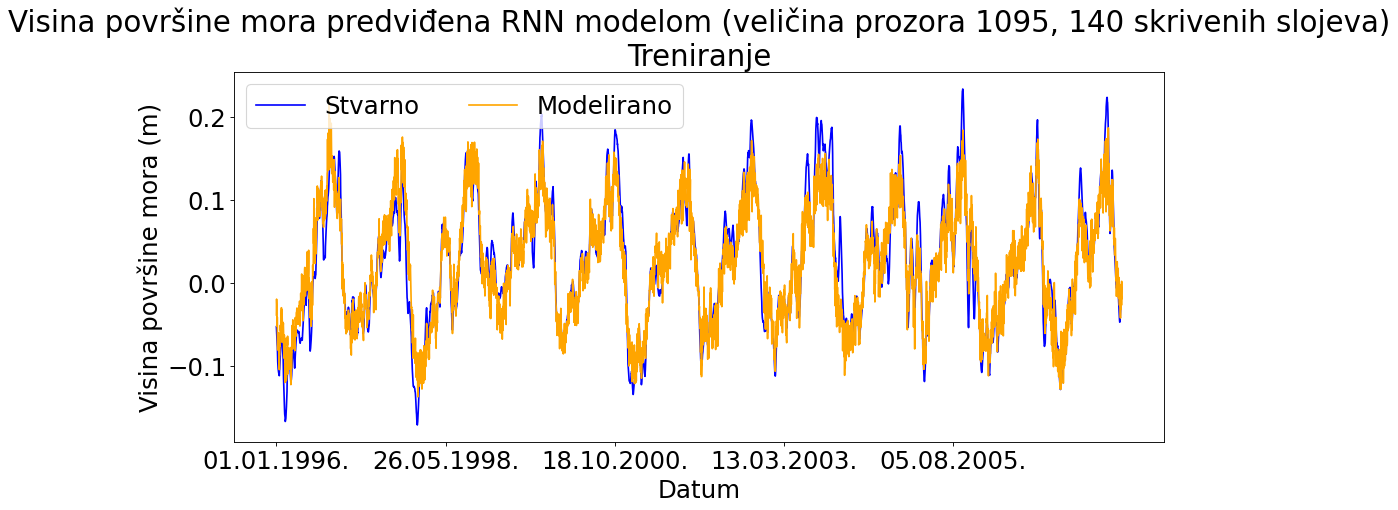 Visina površine mora predviđena RNN modelom (veličina prozora 1095, 140 skrivenih slojeva)
Treniranje
Stvarno Modelirano
Visina površine mora (m)
0.2
0.1
0.0
−0.1
01.01.1996. 26.05.1998. 18.10.2000. 13.03.2003. 05.08.2005.
Datum